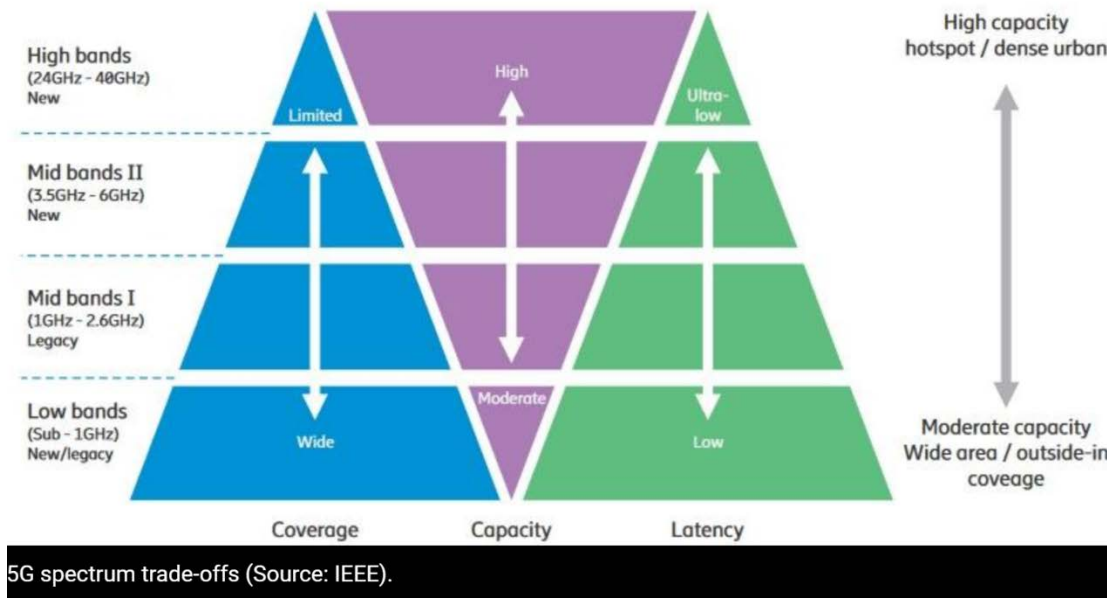 High bands
(24GHz - 40GHz)
New
Mid bands II
(3.5GHz - 6GHz)
New
Mid bands I
(1GHz - 2.6GHz)
Legacy
Low bands
(Sub - 1GHz)
New/legacy
Limited
Wide
Coverage
High
Moderate
Capacity
Ultra-
low
Low
Latency
High capacity
hotspot / dense urban
Moderate capacity
Wide area / outside-in
coveage
5G spectrum trade-offs (Source: IEEE).